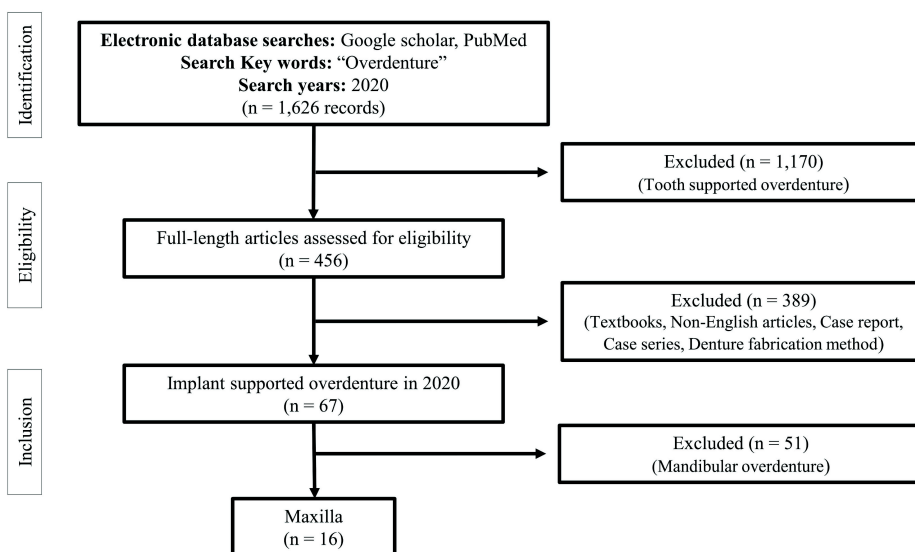 Identification
Electronic database searches: Google scholar, PubMed
Search Key words: “Overdenture”
Search years: 2020
(n = 1,626 records)
Excluded (n = 1,170)
(Tooth supported overdenture)
Eligibility
Full-length articles assessed for eligibility
(n = 456)
Excluded (n = 389)
(Textbooks, Non-English articles, Case report,
Case series, Denture fabrication method)
Inclusion
Implant supported overdenture in 2020
(n = 67)
Excluded (n = 51)
(Mandibular overdenture)
Maxilla
(n = 16)